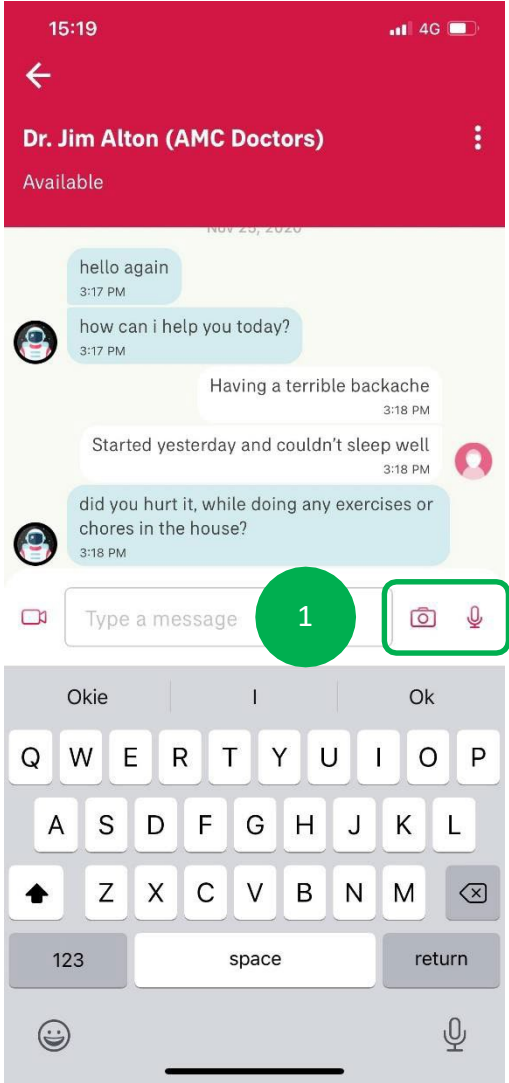 15:19
4G
Dr. Jim Alton (AMC Doctors)
Available
Nov 25, 2020
hello again
3:17 PM
how can i help you today?
3:17 PM
Having a terrible backache
3:18 PM
Started yesterday and couldn't sleep well
3:18 PM
did you hurt it, while doing any exercises or
chores in the house?
3:18 PM
Type a message
1
Okie
I
Ok
Q W E R T Y U I O P
A S D F G H J K L
Z X C V B N M
123
space
return